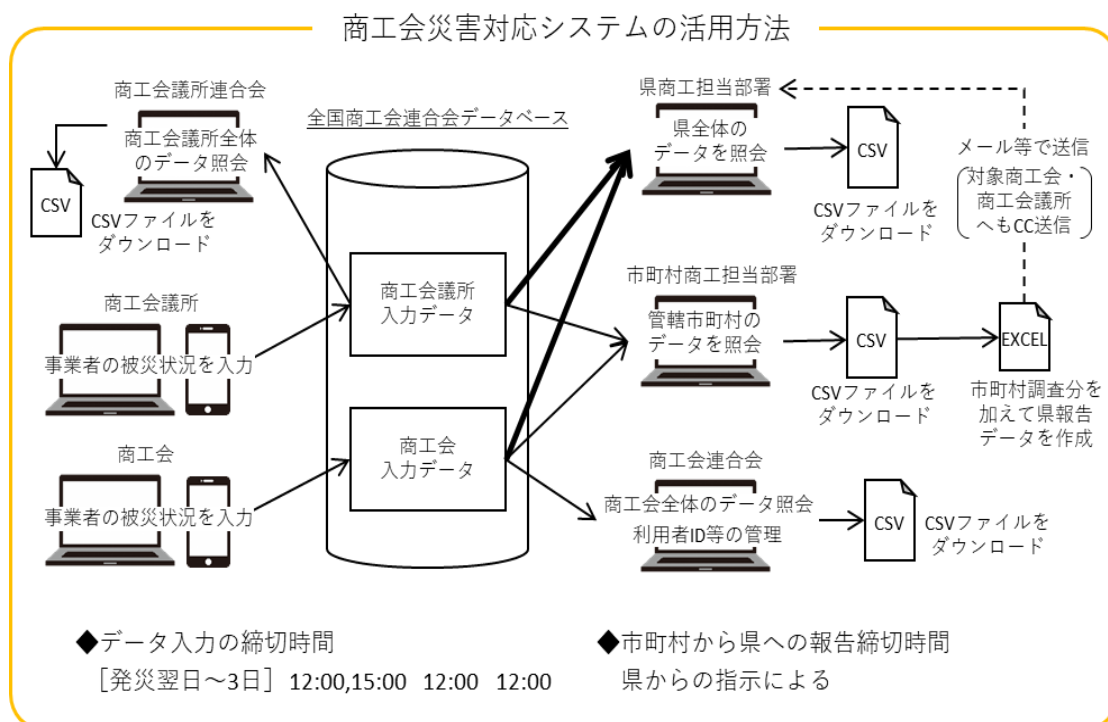 商工会災害対応システムの活用方法
商工会議所連合会
商工会議所全体
のデータ照会
CSV
CSVファイルを
ダウンロード
商工会議所
事業者の被災状況を入力
商工会
事業者の被災状況を入力
全国商工会連合会データベース
商工会議所
入力データ
商工会
入力データ
県商工担当部署
県全体の
データを照会
CSV
CSVファイルを
ダウンロード
メール等で送信
対象商工会・
商工会議所
へもCC送信
市町村商工担当部署
管轄市町村の
データを照会
CSV
CSVファイルを
ダウンロード
EXCEL
市町村調査分を
加えて県報告
データを作成
商工会連合会
商工会全体のデータ照会
利用者ID等の管理
CSV
CSVファイルを
ダウンロード
◆データ入力の締切時間
[発災翌日～3日] 12:00,15:00 12:00 12:00
◆市町村から県への報告締切時間
県からの指示による